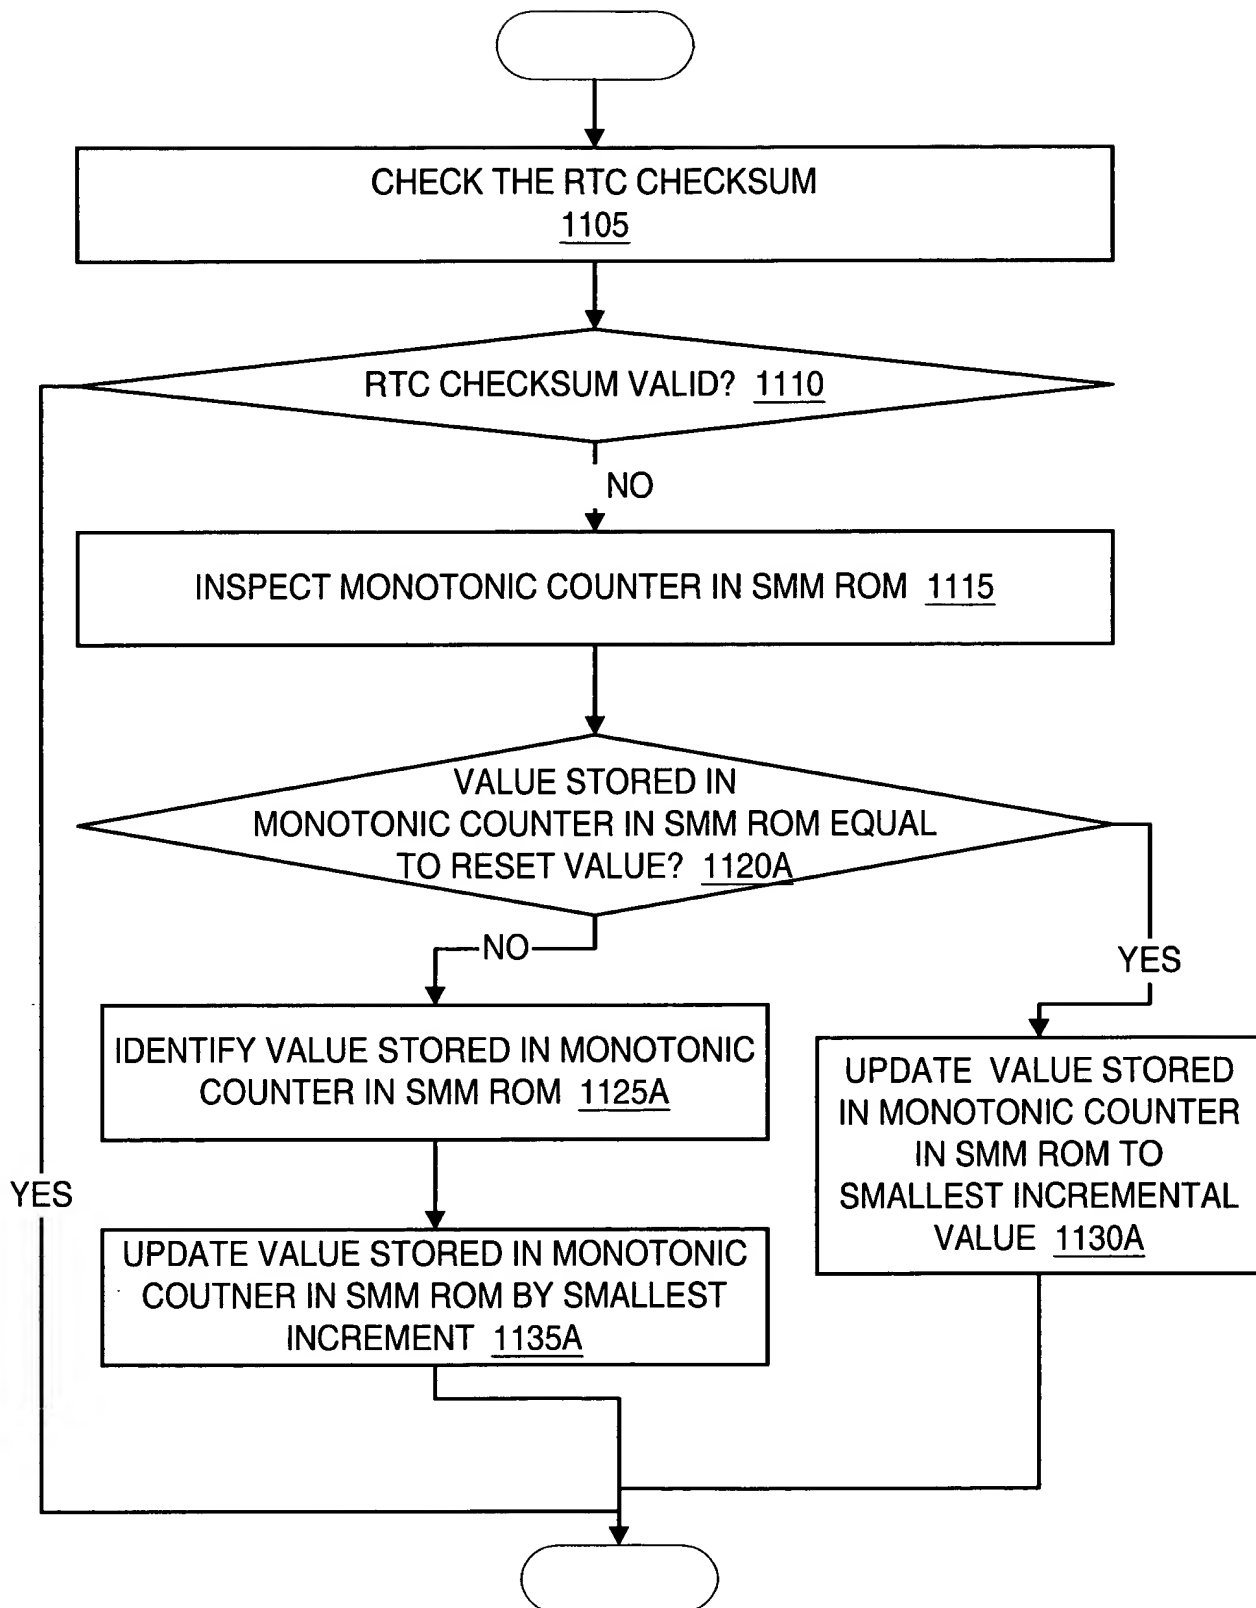 CHECK THE RTC CHECKSUM
1105
RTC CHECKSUM VALID? 1110
NO
INSPECT MONOTONIC COUNTER IN SMM ROM 1115
VALUE STORED IN
MONOTONIC COUNTER IN SMM ROM EQUAL
TO RESET VALUE? 1120A
NO
YES
IDENTIFY VALUE STORED IN MONOTONIC
COUNTER IN SMM ROM 1125A
UPDATE VALUE STORED
IN MONOTONIC COUNTER
IN SMM ROM TO
SMALLEST INCREMENTAL
VALUE 1130A
YES
UPDATE VALUE STORED IN MONOTONIC
COUTNER IN SMM ROM BY SMALLEST
INCREMENT 1135A